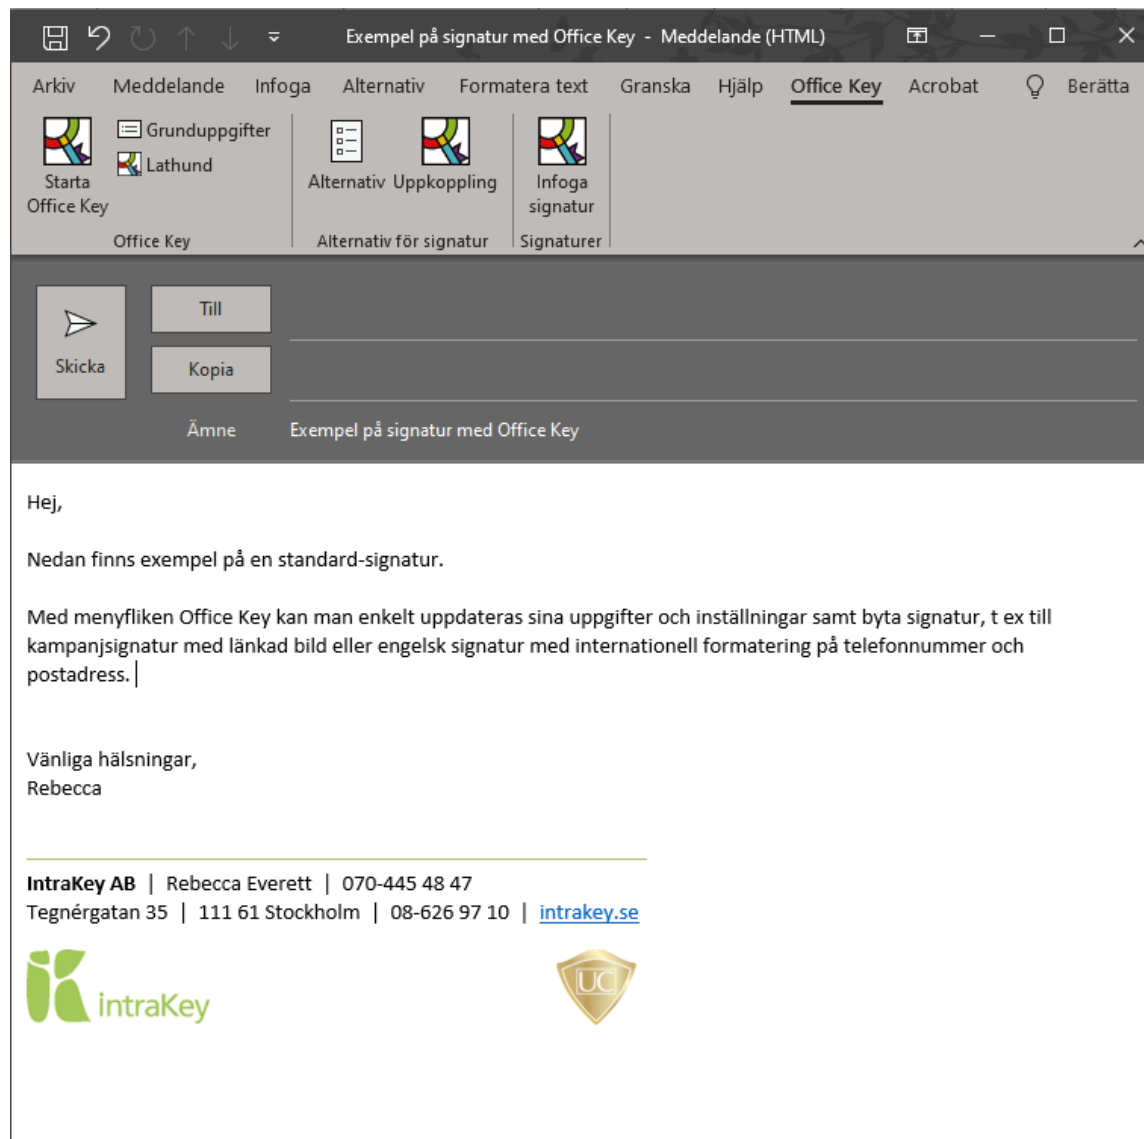 Exempel på signatur med Office Key - Meddelande (HTML)
Arkiv Meddelande Infoga Alternativ Formatera text Granska Hjälp Office Key Acrobat Berätta
Starta
Office Key
Grunduppgifter
Lathund
Office Key
Alternativ
Uppkoppling
Alternativ för signatur
Infoga
signatur
Signaturer
Skicka
Till
Kopia
Ämne Exempel på signatur med Office Key
Hej,
Nedan finns exempel på en standard-signatur.
Med menyfliken Office Key kan man enkelt uppdateras sina uppgifter och inställningar samt byta signatur, t ex till
kampanjsignatur med länkad bild eller engelsk signatur med internationell formatering på telefonnummer och
postadress.
Vänliga hälsningar,
Rebecca
IntraKey AB | Rebecca Everett | 070-445 48 47
Tegnérgatan 35 | 111 61 Stockholm | 08-626 97 10 | intrakey.se
intraKey
UC